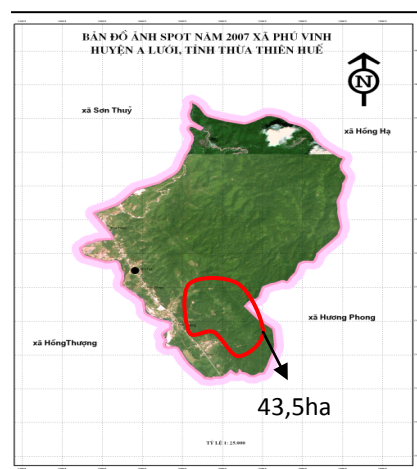 BẢN ĐỒ ẢNH SPOT NĂM 2007 XÃ PHÚ VINH
HUYỆN A LƯỚI, TỈNH THỪA THIÊN HUẾ
N
xã Sơn Thuỷ
xã Hồng Hạ
xã Hương Phong
xã HồngThượng
43,5ha
TỶ LỆ 1: 25.000